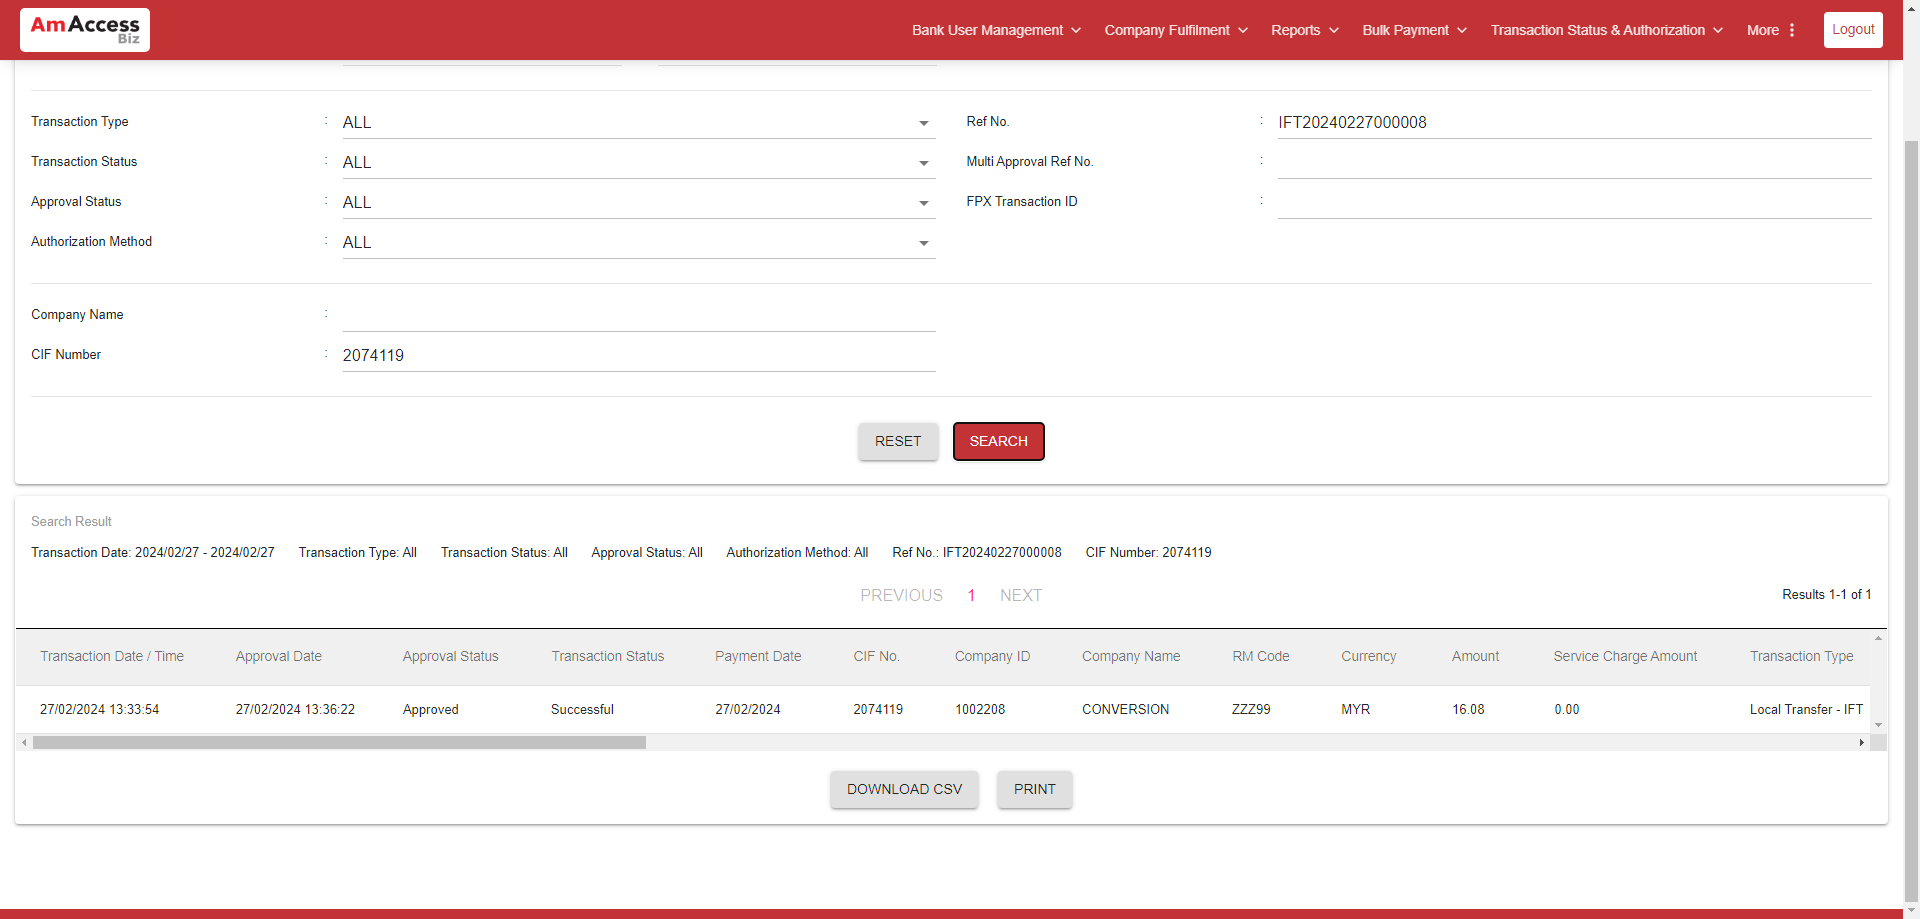 AmAccess Biz
Bank User Management Company Fulfilment Reports Bulk Payment Transaction Status & Authorization More Logout
Transaction Type : ALL Ref No. : IFT20240227000008
Transaction Status : ALL Multi Approval Ref No. :
Approval Status : ALL FPX Transaction ID :
Authorization Method : ALL
Company Name :
CIF Number : 2074119
RESET SEARCH
Search Result
Transaction Date: 2024/02/27 - 2024/02/27 Transaction Type: All Transaction Status: All Approval Status: All Authorization Method: All Ref No.: IFT20240227000008 CIF Number: 2074119
PREVIOUS 1 NEXT Results 1-1 of 1
Transaction Date / Time Approval Date Approval Status Transaction Status Payment Date CIF No. Company ID Company Name RM Code Currency Amount Service Charge Amount Transaction Type
27/02/2024 13:33:54 27/02/2024 13:36:22 Approved Successful 27/02/2024 2074119 1002208 CONVERSION ZZZ99 MYR 16.08 0.00 Local Transfer - IFT
DOWNLOAD CSV PRINT